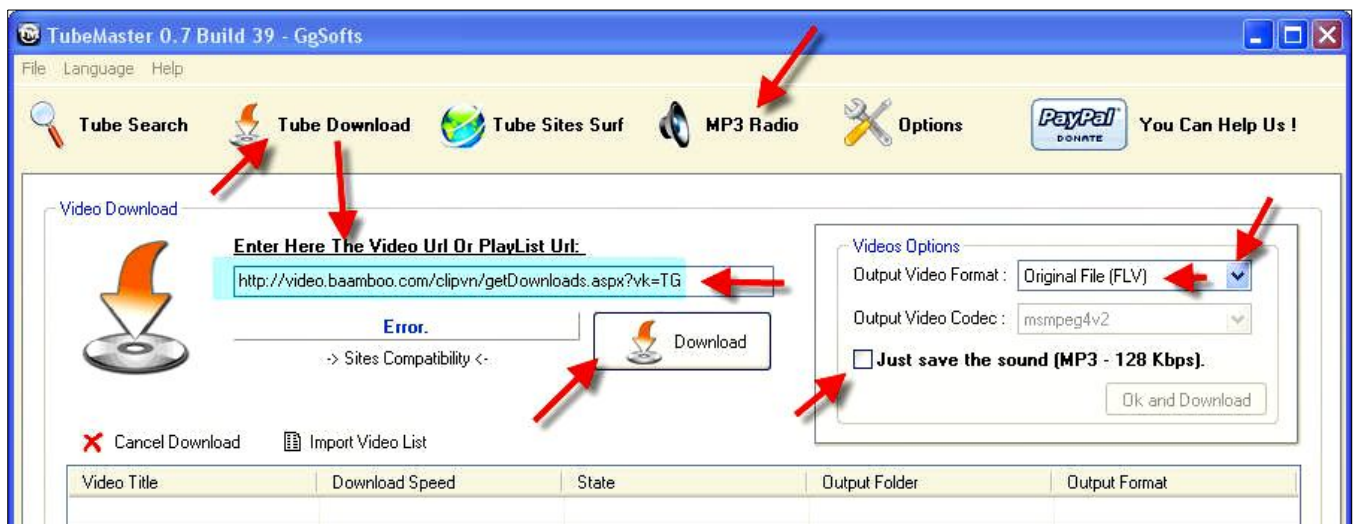 TubeMaster 0.7 Build 39 - GgSofts
File Language Help
Tube Search Tube Download Tube Sites Surf MP3 Radio Options PayPal DONATE You Can Help Us !
Video Download
Enter Here The Video Url Or PlayList Url:
http://video.baamboo.com/clipvn/getDownloads.aspx?vk=TG
Error.
-> Sites Compatibility <-
Download
Videos Options
Output Video Format : Original File (FLV)
Output Video Codec : msmpeg4v2
Just save the sound (MP3 - 128 Kbps).
Ok and Download
Cancel Download Import Video List
Video Title Download Speed State Output Folder Output Format